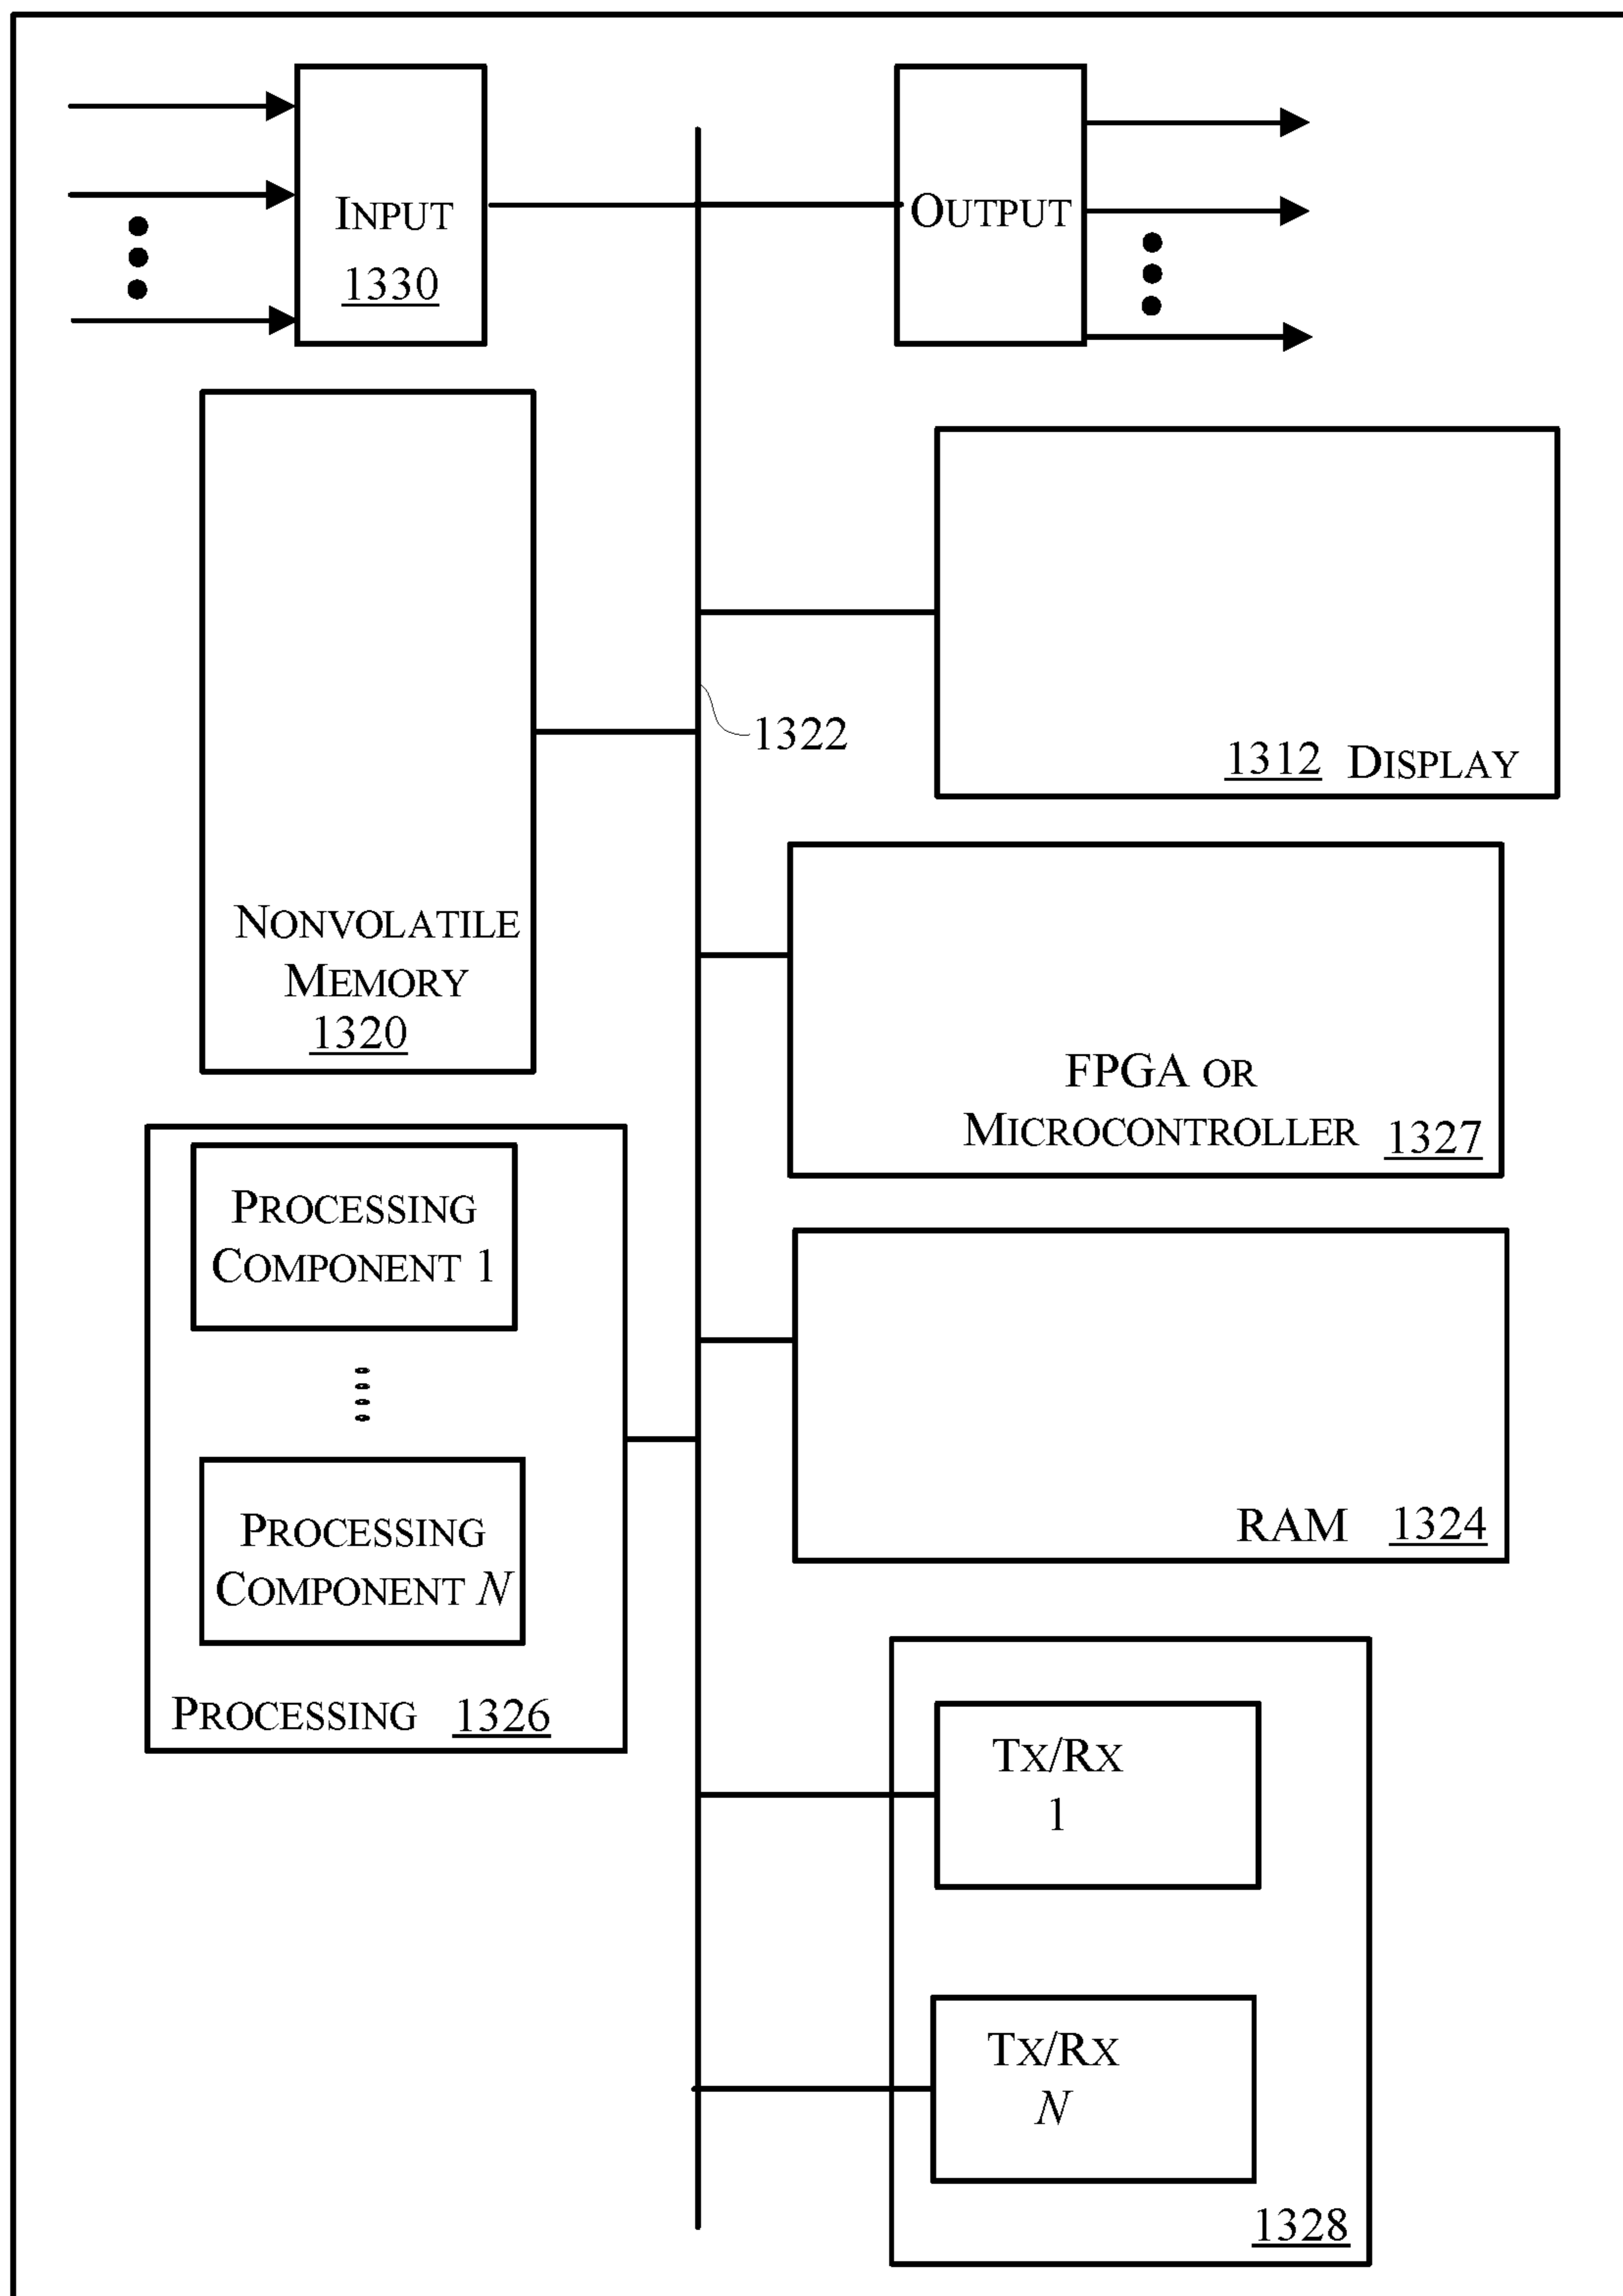 INPUT
1330
OUTPUT
1322
1312 DISPLAY
NONVOLATILE
MEMORY
1320
FPGA OR
MICROCONTROLLER 1327
PROCESSING
COMPONENT 1
PROCESSING
COMPONENT N
PROCESSING 1326
RAM 1324
TX/RX
1
TX/RX
N
1328